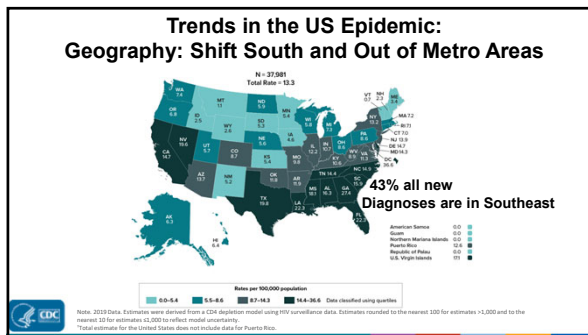 Trends in the US Epidemic:
Geography: Shift South and Out of Metro Areas
N = 37,981
Total Rate = 13.3
WA
7.4
MT
1.1
ND
5.9
MN
6.4
VT
0.7
NH
2.3
ME
2.4
OR
6.8
ID
2.5
WY
2.6
SD
5.3
WI
5.6
MI
7.3
NY
13.2
MA 7.2
RI 7.1
CT 7.0
NJ 13.9
DE 14.7
MD 14.3
DC
36.6
NV
19.6
UT
5.7
CO
8.7
NE
5.6
IA
4.6
IL
12.2
IN
10.7
OH
8.6
PA
WV
VA
11.3
CA
14.7
KS
5.4
MO
9.8
KY
10.6
AZ
13.7
NM
5.2
OK
AR
11.9
TN 14.4
NC 14.9
SC
15.9
TX
19.6
LA
22.3
MS
18.1
AL
16.3
GA
27.4
FL
AK
6.3
HI
6.4
43% all new
Diagnoses are in Southeast
American Samoa 0.0
Guam 0.0
Northern Mariana Islands 0.0
Puerto Rico 12.6
Republic of Palau 0.0
U.S. Virgin Islands 17.1
Rates per 100,000 population
0.0–5.4 5.5–8.6 8.7–14.3 14.4–36.6 Data classified using quartiles
CDC
Note. 2019 Data. Estimates were derived from a CD4 depletion model using HIV surveillance data. Estimates rounded to the nearest 100 for estimates >1,000 and to the
nearest 10 for estimates ≤1,000 to reflect model uncertainty.
*Total estimate for the United States does not include data for Puerto Rico.